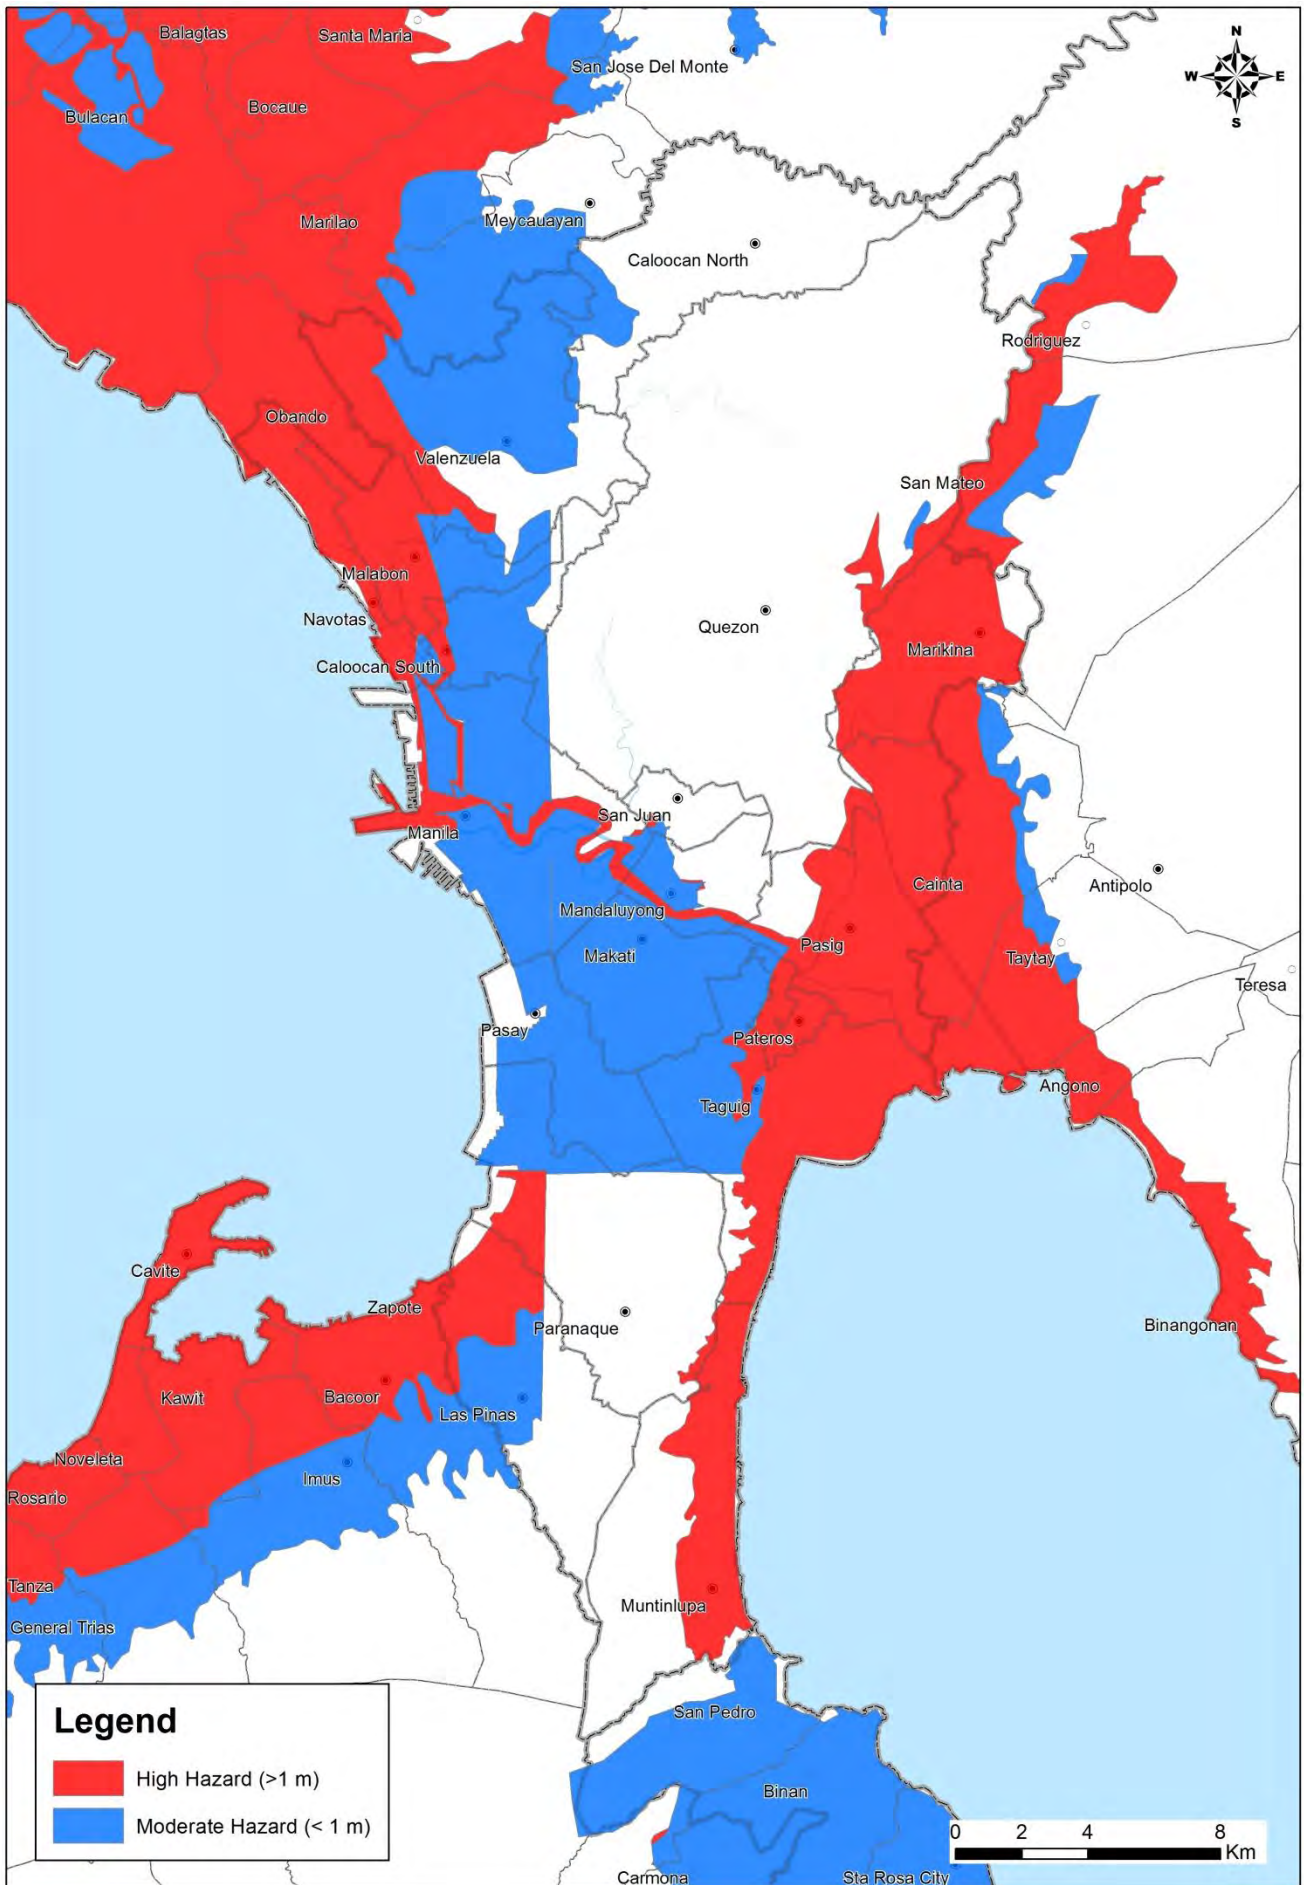 Balagtas
Santa Maria
N
San Jose Del Monte
W
E
Bulacan
Bocaue
S
Marilao
Meycauayan
Caloocan North
Rodriguez
Obando
Valenzuela
San Mateo
Malabon
Navotas
Quezon
Marikina
Caloocan South
San Juan
Manila
Cainta
Antipolo
Mandaluyong
Pasig
Makati
Taytay
Teresa
Pasay
Pateros
Angono
Taguig
Cavite
Zapote
Paranaque
Binangonan
Kawit
Bacoor
Las Pinas
Noveleta
Imus
Rosario
Tanza
Muntinlupa
General Trias
San Pedro
Legend
High Hazard (>1 m)
Moderate Hazard (< 1 m)
Binan
0 2 4 8
Km
Carmona
Sta Rosa City